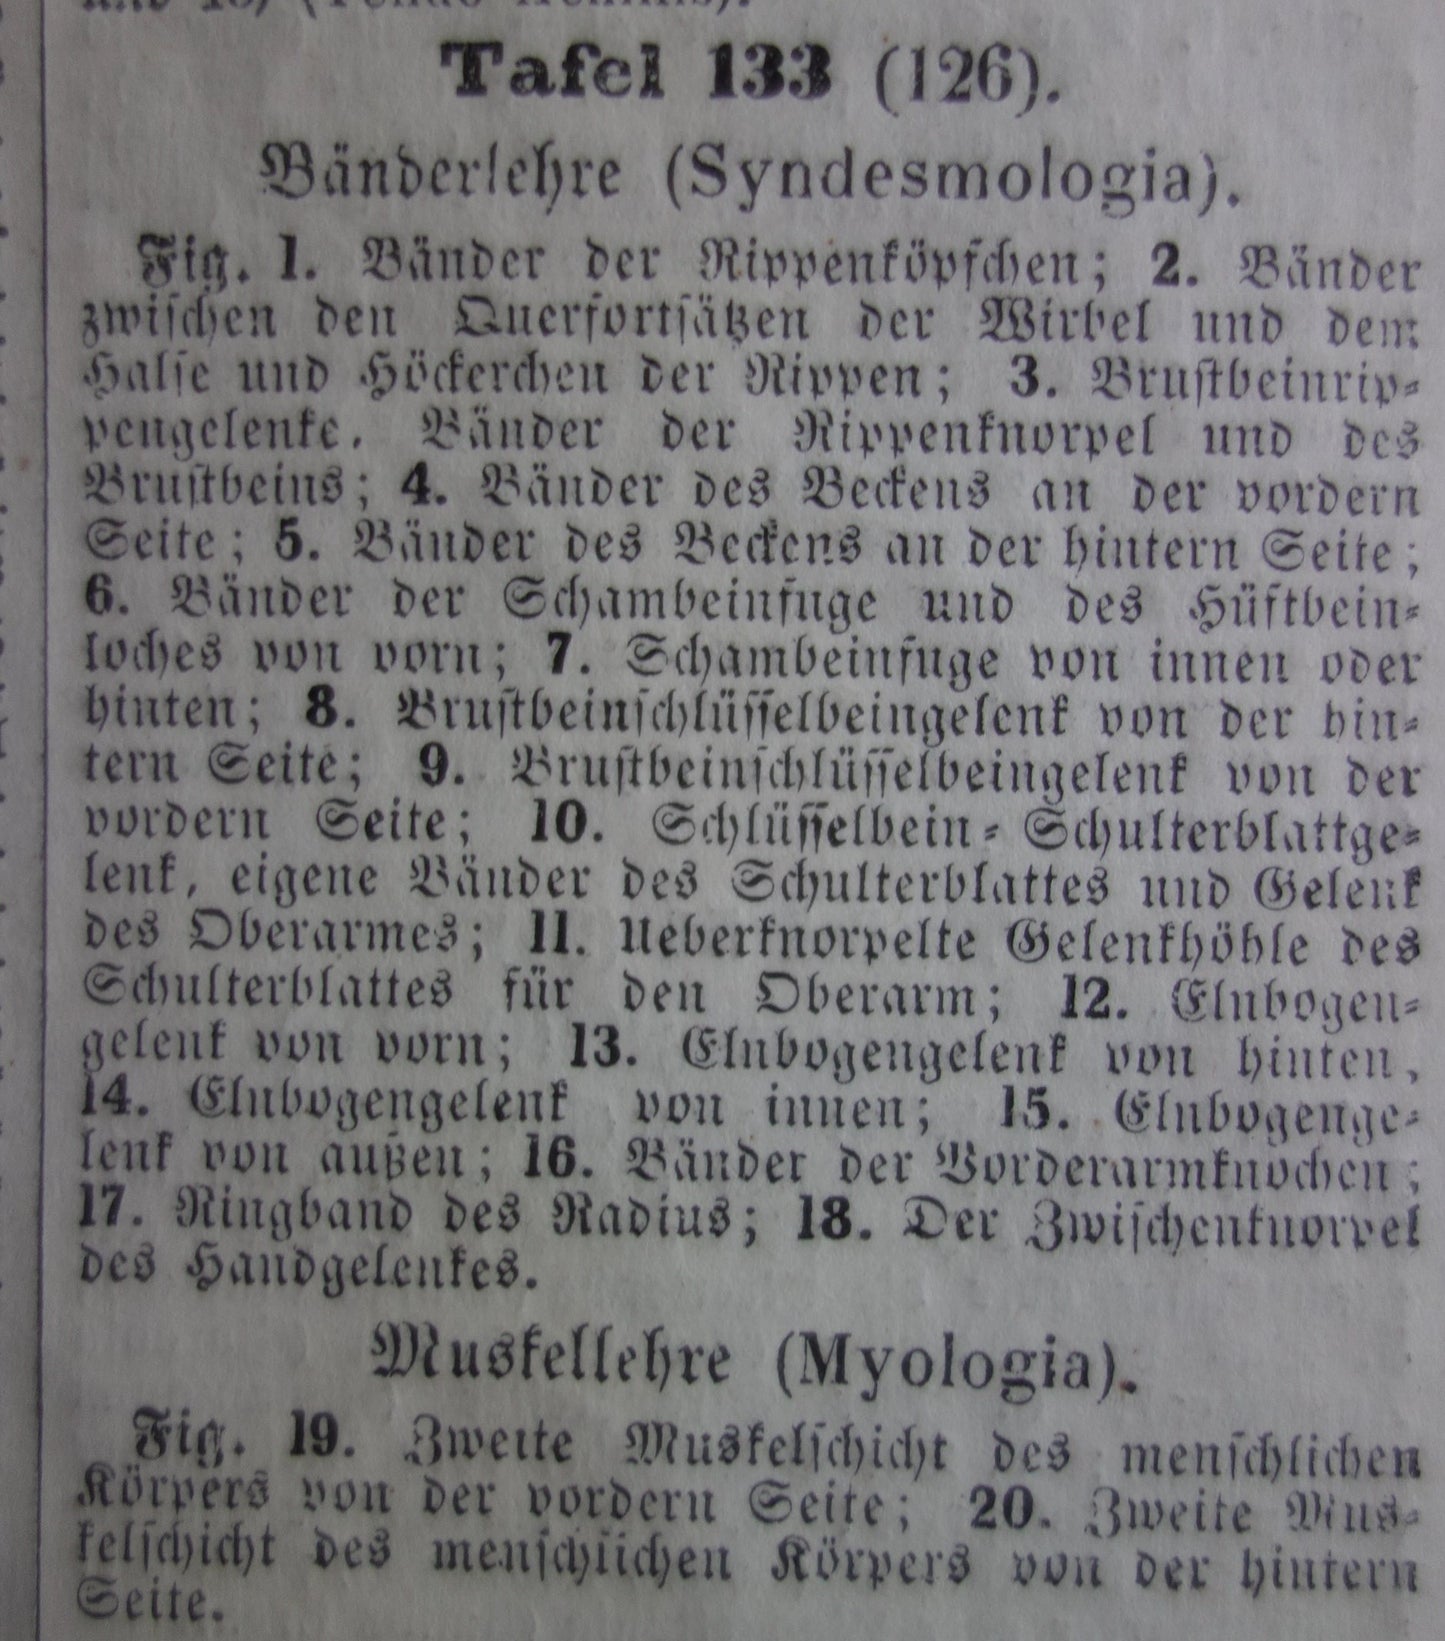 Tafel 133 (126).
Bänderlehre (Syndesmologia).
Fig. 1. Bänder der Rippenköpfchen; 2. Bänder
zwischen den Querfortsätzen der Wirbel und dem
Halse und Höckerchen der Rippen; 3. Brustbeinrip-
pengelenke, Bänder der Rippenknorpel und des
Brustbeins; 4. Bänder des Beckens an der vordern
Seite; 5. Bänder des Beckens an der hintern Seite;
6. Bänder der Schambeinfuge und des Hüftbein-
loches von vorn; 7. Schambeinfuge von innen oder
hinten; 8. Brustbeinschlüsselbeingelenk von der hin-
tern Seite; 9. Brustbeinschlüsselbeingelenk von der
vordern Seite; 10. Schlüsselbein-Schulterblattge-
lenk, eigene Bänder des Schulterblattes und Gelenk
des Oberarmes; 11. Ueberknorpelte Gelenkhöhle des
Schulterblattes für den Oberarm; 12. Elnbogen-
gelenk von vorn; 13. Elnbogengelenk von hinten,
14. Elnbogengelenk von innen; 15. Elnbogenge-
lenk von außen; 16. Bänder der Vorderarmknochen;
17. Ringband des Radius; 18. Der Zwischenknorpel
des Handgelenkes.
Muskellehre (Myologia).
Fig. 19. Zweite Muskelschicht des menschlichen
Körpers von der vordern Seite; 20. Zweite Mus-
kelschicht des menschlichen Körpers von der hintern
Seite.